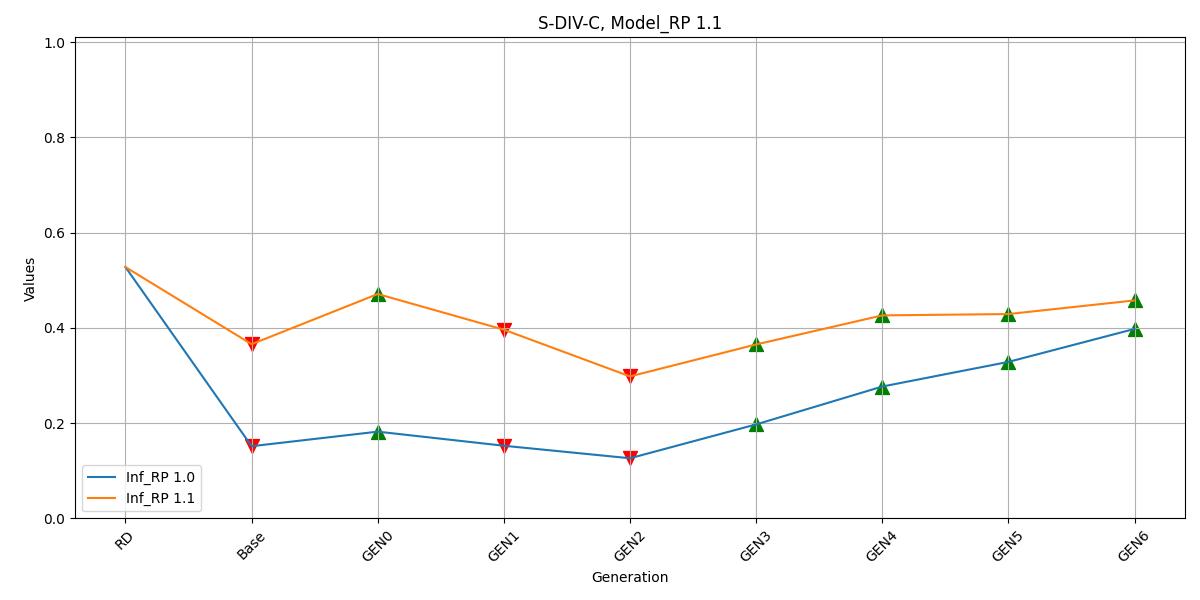 S-DIV-C, Model_RP 1.1
Values
1.0
0.8
0.6
0.4
0.2
0.0
Inf_RP 1.0
Inf_RP 1.1
RD
Base
GEN0
GEN1
GEN2
GEN3
GEN4
GEN5
GEN6
Generation